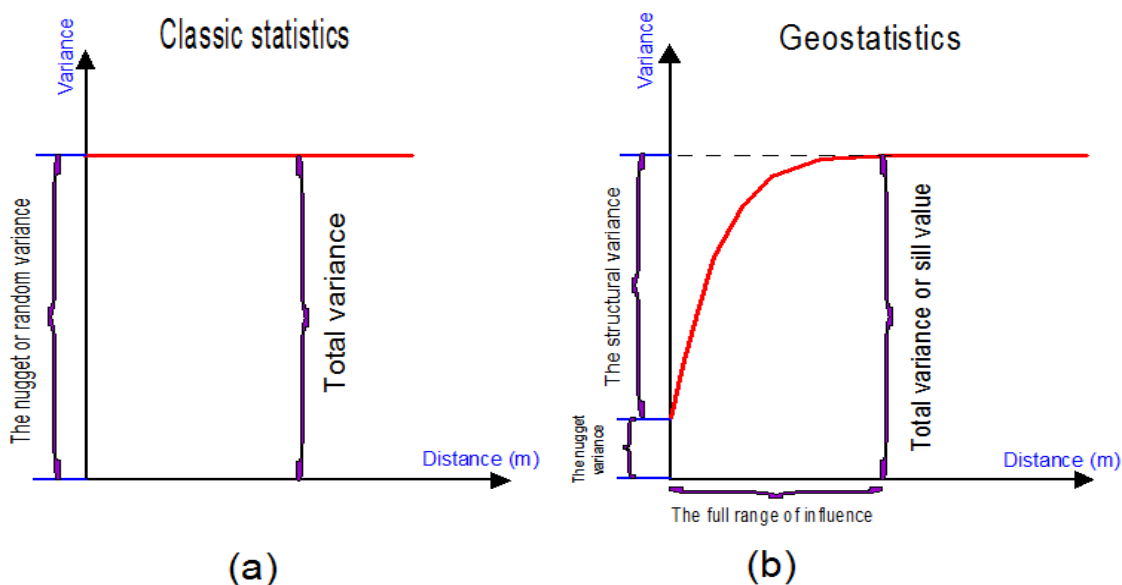 Classic statistics
Variance
The nugget or random variance
Total variance
Distance (m)
(a)
Geostatistics
Variance
The structural variance
The nugget
variance
Total variance or sill value
Distance (m)
The full range of influence
(b)